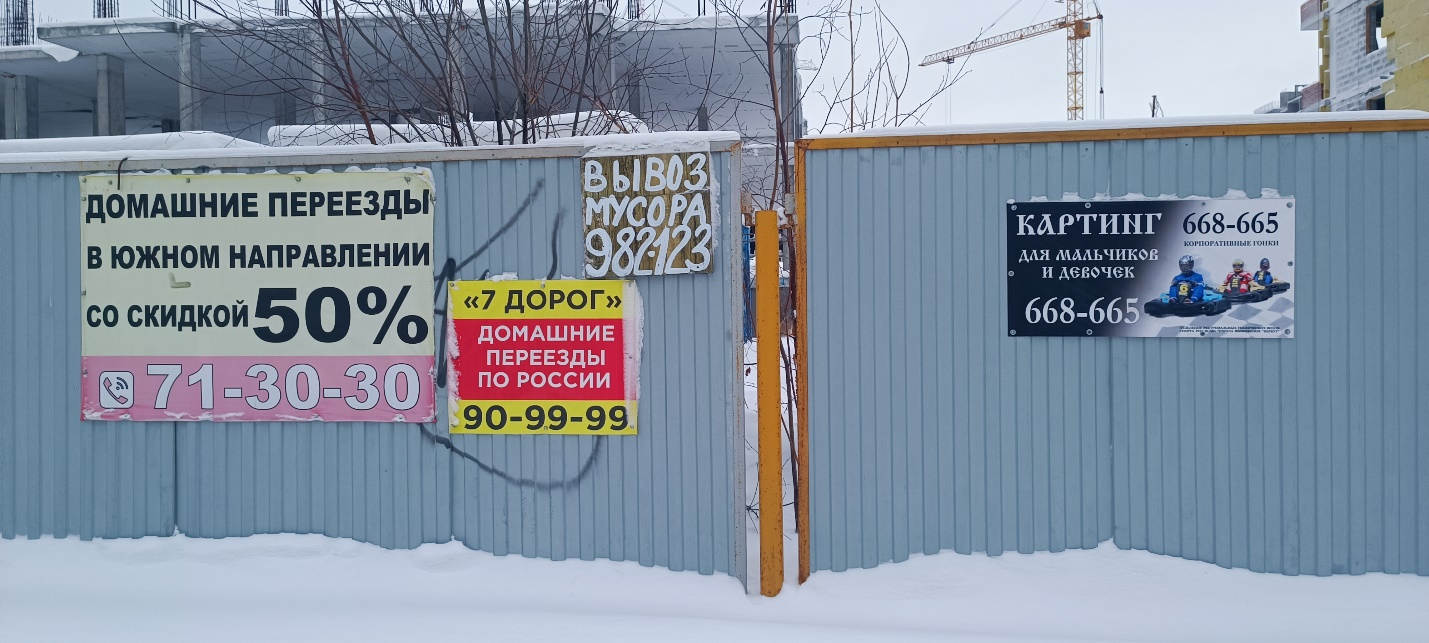 ДОМАШНИЕ ПЕРЕЕЗДЫ
В ЮЖНОМ НАПРАВЛЕНИИ
СО СКИДКОЙ 50%
71-30-30
ВЫВОЗ
МУСОРА
982-123
«7 ДОРОГ»
ДОМАШНИЕ
ПЕРЕЕЗДЫ
ПО РОССИИ
90-99-99
КАРТИНГ 668-665
КОРПОРАТИВНЫЕ ГОНКИ
ДЛЯ МАЛЬЧИКОВ
И ДЕВОЧЕК
668-665